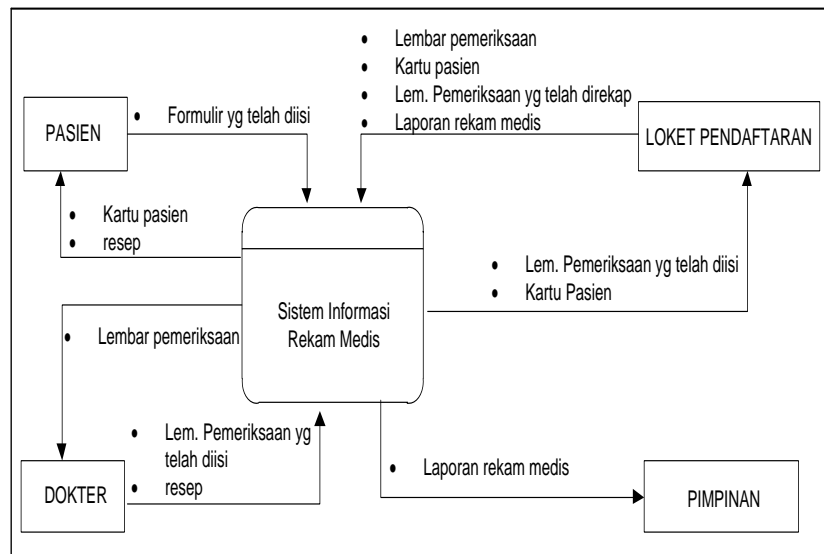 • Lembar pemeriksaan
• Kartu pasien
• Lem. Pemeriksaan yg telah direkap
• Laporan rekam medis
PASIEN
• Formulir yg telah diisi
LOKET PENDAFTARAN
• Kartu pasien
• resep
• Lem. Pemeriksaan yg telah diisi
• Kartu Pasien
Sistem Informasi
Rekam Medis
• Lembar pemeriksaan
• Lem. Pemeriksaan yg
telah diisi
• resep
• Laporan rekam medis
DOKTER
PIMPINAN